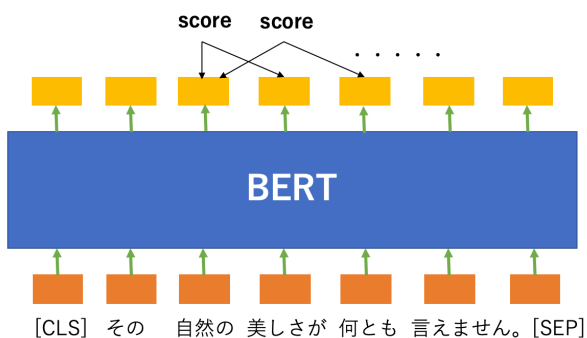 score score
・・・・・
BERT
[CLS] その 自然の 美しさが 何とも 言えません。[SEP]